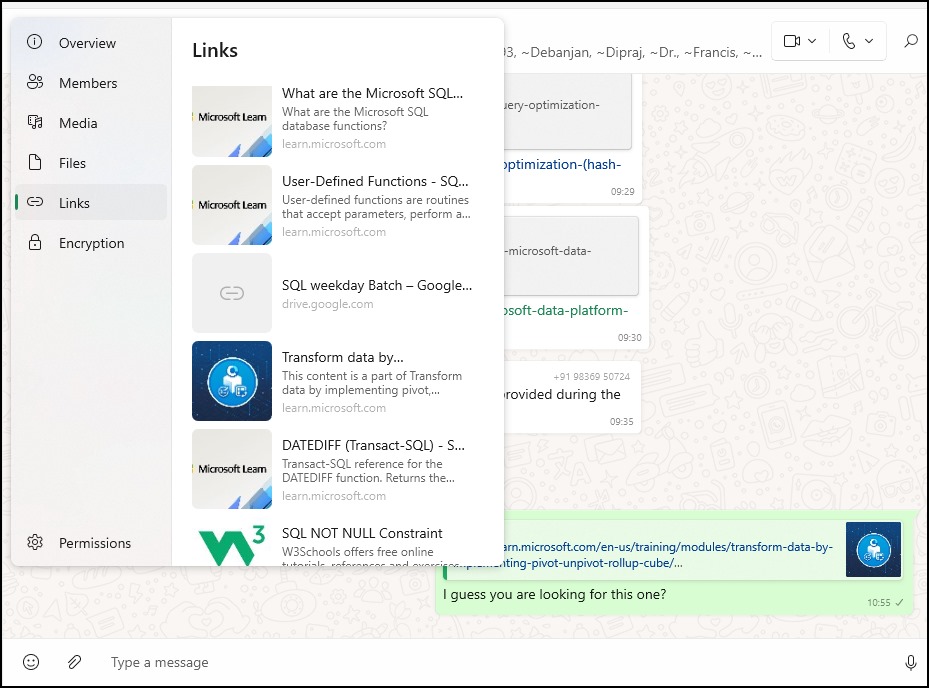 Overview
Members
Media
Files
Links
Encryption
Permissions
Links
Microsoft Learn
What are the Microsoft SQL...
What are the Microsoft SQL
database functions?
learn.microsoft.com
Microsoft Learn
User-Defined Functions - SQ...
User-defined functions are routines
that accept parameters, perform a...
learn.microsoft.com
SQL weekday Batch – Google...
drive.google.com
Transform data by...
This content is a part of Transform
data by implementing pivot,...
learn.microsoft.com
Microsoft Learn
DATEDIFF (Transact-SQL) - S...
Transact-SQL reference for the
DATEDIFF function. Returns the...
learn.microsoft.com
W3
SQL NOT NULL Constraint
W3Schools offers free online
tutorials, references and exercises
93, ~Debanjan, ~Dipraj, ~Dr., ~Francis, ~...
uery-optimization-
optimization-(hash-
09:29
-microsoft-data-
osoft-data-platform-
09:30
+91 98369 50724
provided during the
09:35
arn.microsoft.com/en-us/training/modules/transform-data-by-
implementing-pivot-unpivot-rollup-cube/...
I guess you are looking for this one?
10:55
Type a message